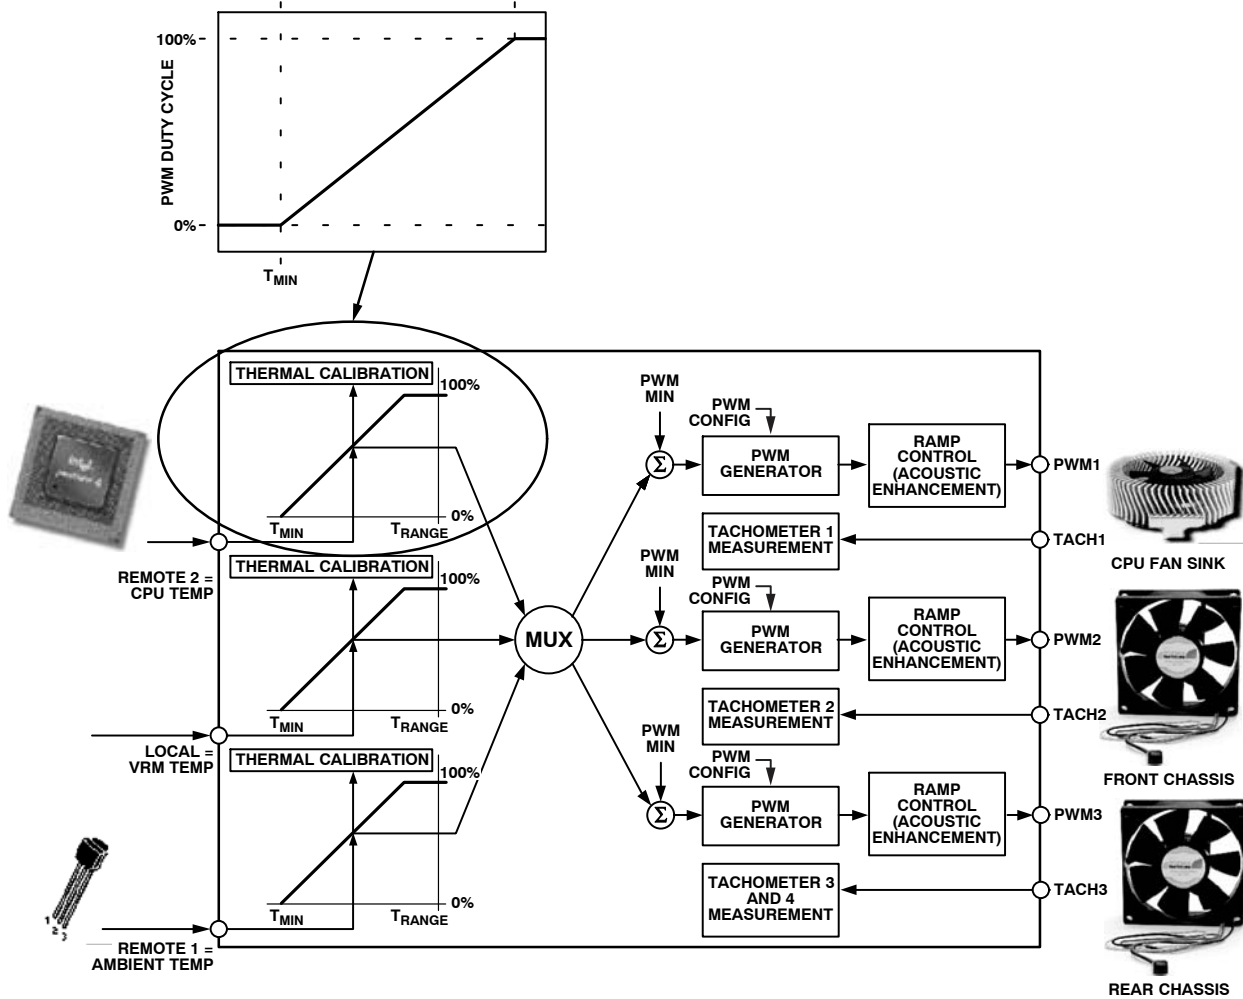 100%
PWM DUTY CYCLE
0%
TMIN
THERMAL CALIBRATION
100%
TMIN
TRANGE
0%
REMOTE 2 =
CPU TEMP
THERMAL CALIBRATION
100%
TMIN
TRANGE
0%
LOCAL =
VRM TEMP
THERMAL CALIBRATION
100%
TMIN
TRANGE
0%
1
2
3
REMOTE 1 =
AMBIENT TEMP
MUX
PWM
MIN
Σ
PWM
CONFIG
PWM
GENERATOR
RAMP
CONTROL
(ACOUSTIC
ENHANCEMENT)
PWM1
TACHOMETER 1
MEASUREMENT
TACH1
CPU FAN SINK
PWM
MIN
Σ
PWM
CONFIG
PWM
GENERATOR
RAMP
CONTROL
(ACOUSTIC
ENHANCEMENT)
PWM2
TACHOMETER 2
MEASUREMENT
TACH2
FRONT CHASSIS
PWM
MIN
Σ
PWM
CONFIG
PWM
GENERATOR
RAMP
CONTROL
(ACOUSTIC
ENHANCEMENT)
PWM3
TACHOMETER 3
AND 4
MEASUREMENT
TACH3
REAR CHASSIS